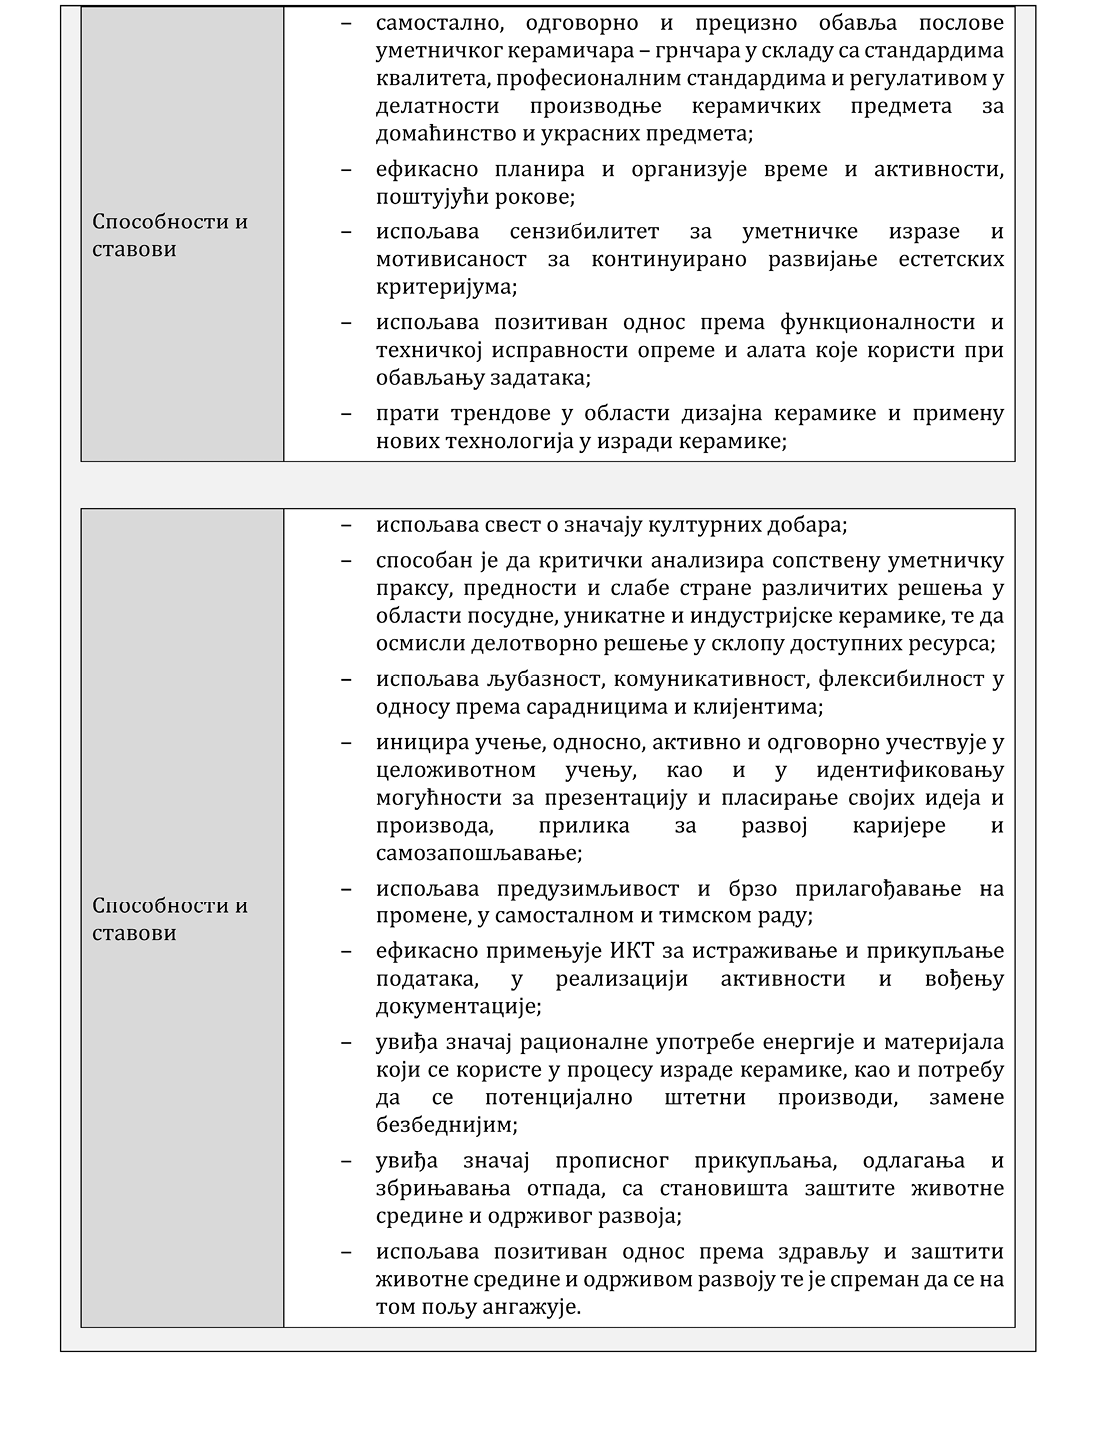 – самостално, одговорно и прецизно обавља послове
уметничког керамичара – грнчара у складу са стандардима
квалитета, професионалним стандардима и регулативом у
делатности производње керамичких предмета за
домаћинство и украсних предмета;
– ефикасно планира и организује време и активности,
поштујући рокове;
Способности и
ставови
– испољава сензибилитет за уметничке изразе и
мотивисаност за континуирано развијање естетских
критеријума;
– испољава позитиван однос према функционалности и
техничкој исправности опреме и алата које користи при
обављању задатака;
– прати трендове у области дизајна керамике и примену
нових технологија у изради керамике;
– испољава свест о значају културних добара;
– способан је да критички анализира сопствену уметничку
праксу, предности и слабе стране различитих решења у
области посудне, уникатне и индустријске керамике, те да
осмисли делотворно решење у склопу доступних ресурса;
– испољава љубазност, комуникативност, флексибилност у
односу према сарадницима и клијентима;
– иницира учење, односно, активно и одговорно учествује у
целоживотном учењу, као и у идентификовању
могућности за презентацију и пласирање својих идеја и
производа, прилика за развој каријере и
самозапошљавање;
Способности и
ставови
– испољава предузимљивост и брзо прилагођавање на
промене, у самосталном и тимском раду;
– ефикасно примењује ИКТ за истраживање и прикупљање
података, у реализацији активности и вођењу
документације;
– увиђа значај рационалне употребе енергије и материјала
који се користе у процесу израде керамике, као и потребу
да се потенцијално штетни производи, замене
безбеднијим;
– увиђа значај прописног прикупљања, одлагања и
збрињавања отпада, са становишта заштите животне
средине и одрживог развоја;
– испољава позитиван однос према здрављу и заштити
животне средине и одрживом развоју те је спреман да се на
том пољу ангажује.